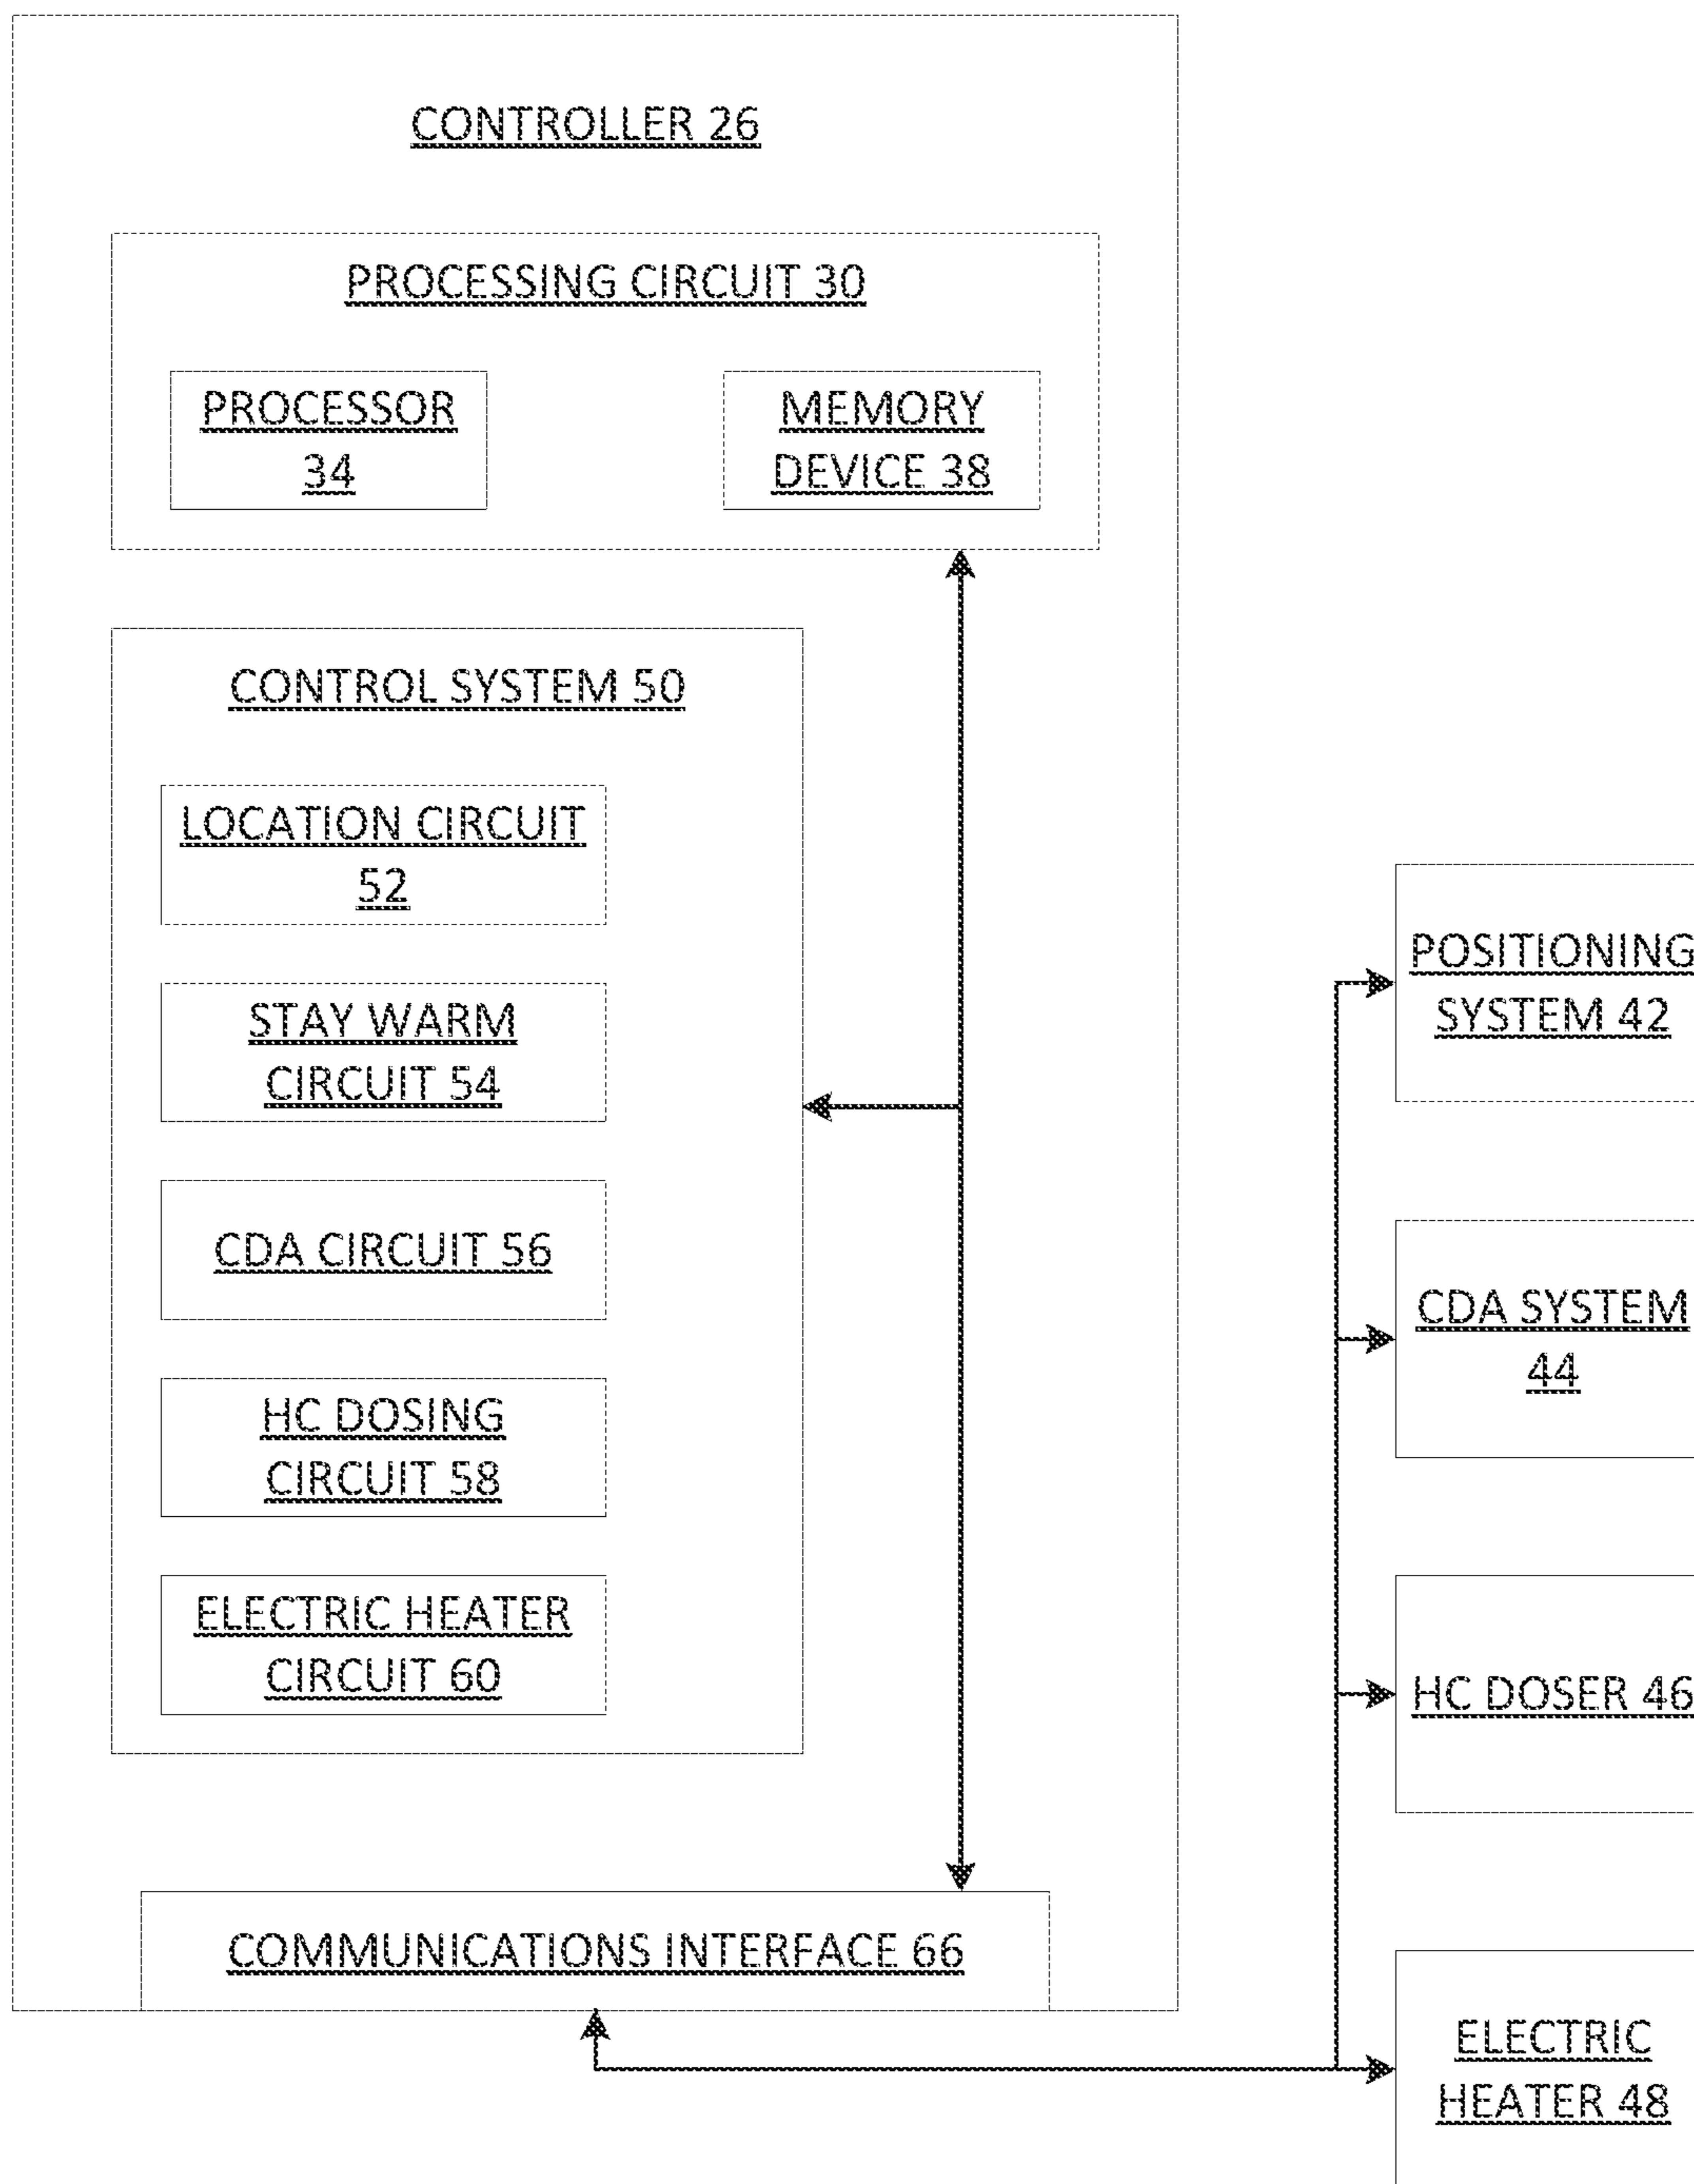 CONTROLLER 26
PROCESSING CIRCUIT 30
PROCESSOR
34
MEMORY
DEVICE 38
CONTROL SYSTEM 50
LOCATION CIRCUIT
52
STAY WARM
CIRCUIT 54
CDA CIRCUIT 56
HC DOSING
CIRCUIT 58
ELECTRIC HEATER
CIRCUIT 60
COMMUNICATIONS INTERFACE 66
POSITIONING
SYSTEM 42
CDA SYSTEM
44
HC DOSER 46
ELECTRIC
HEATER 48